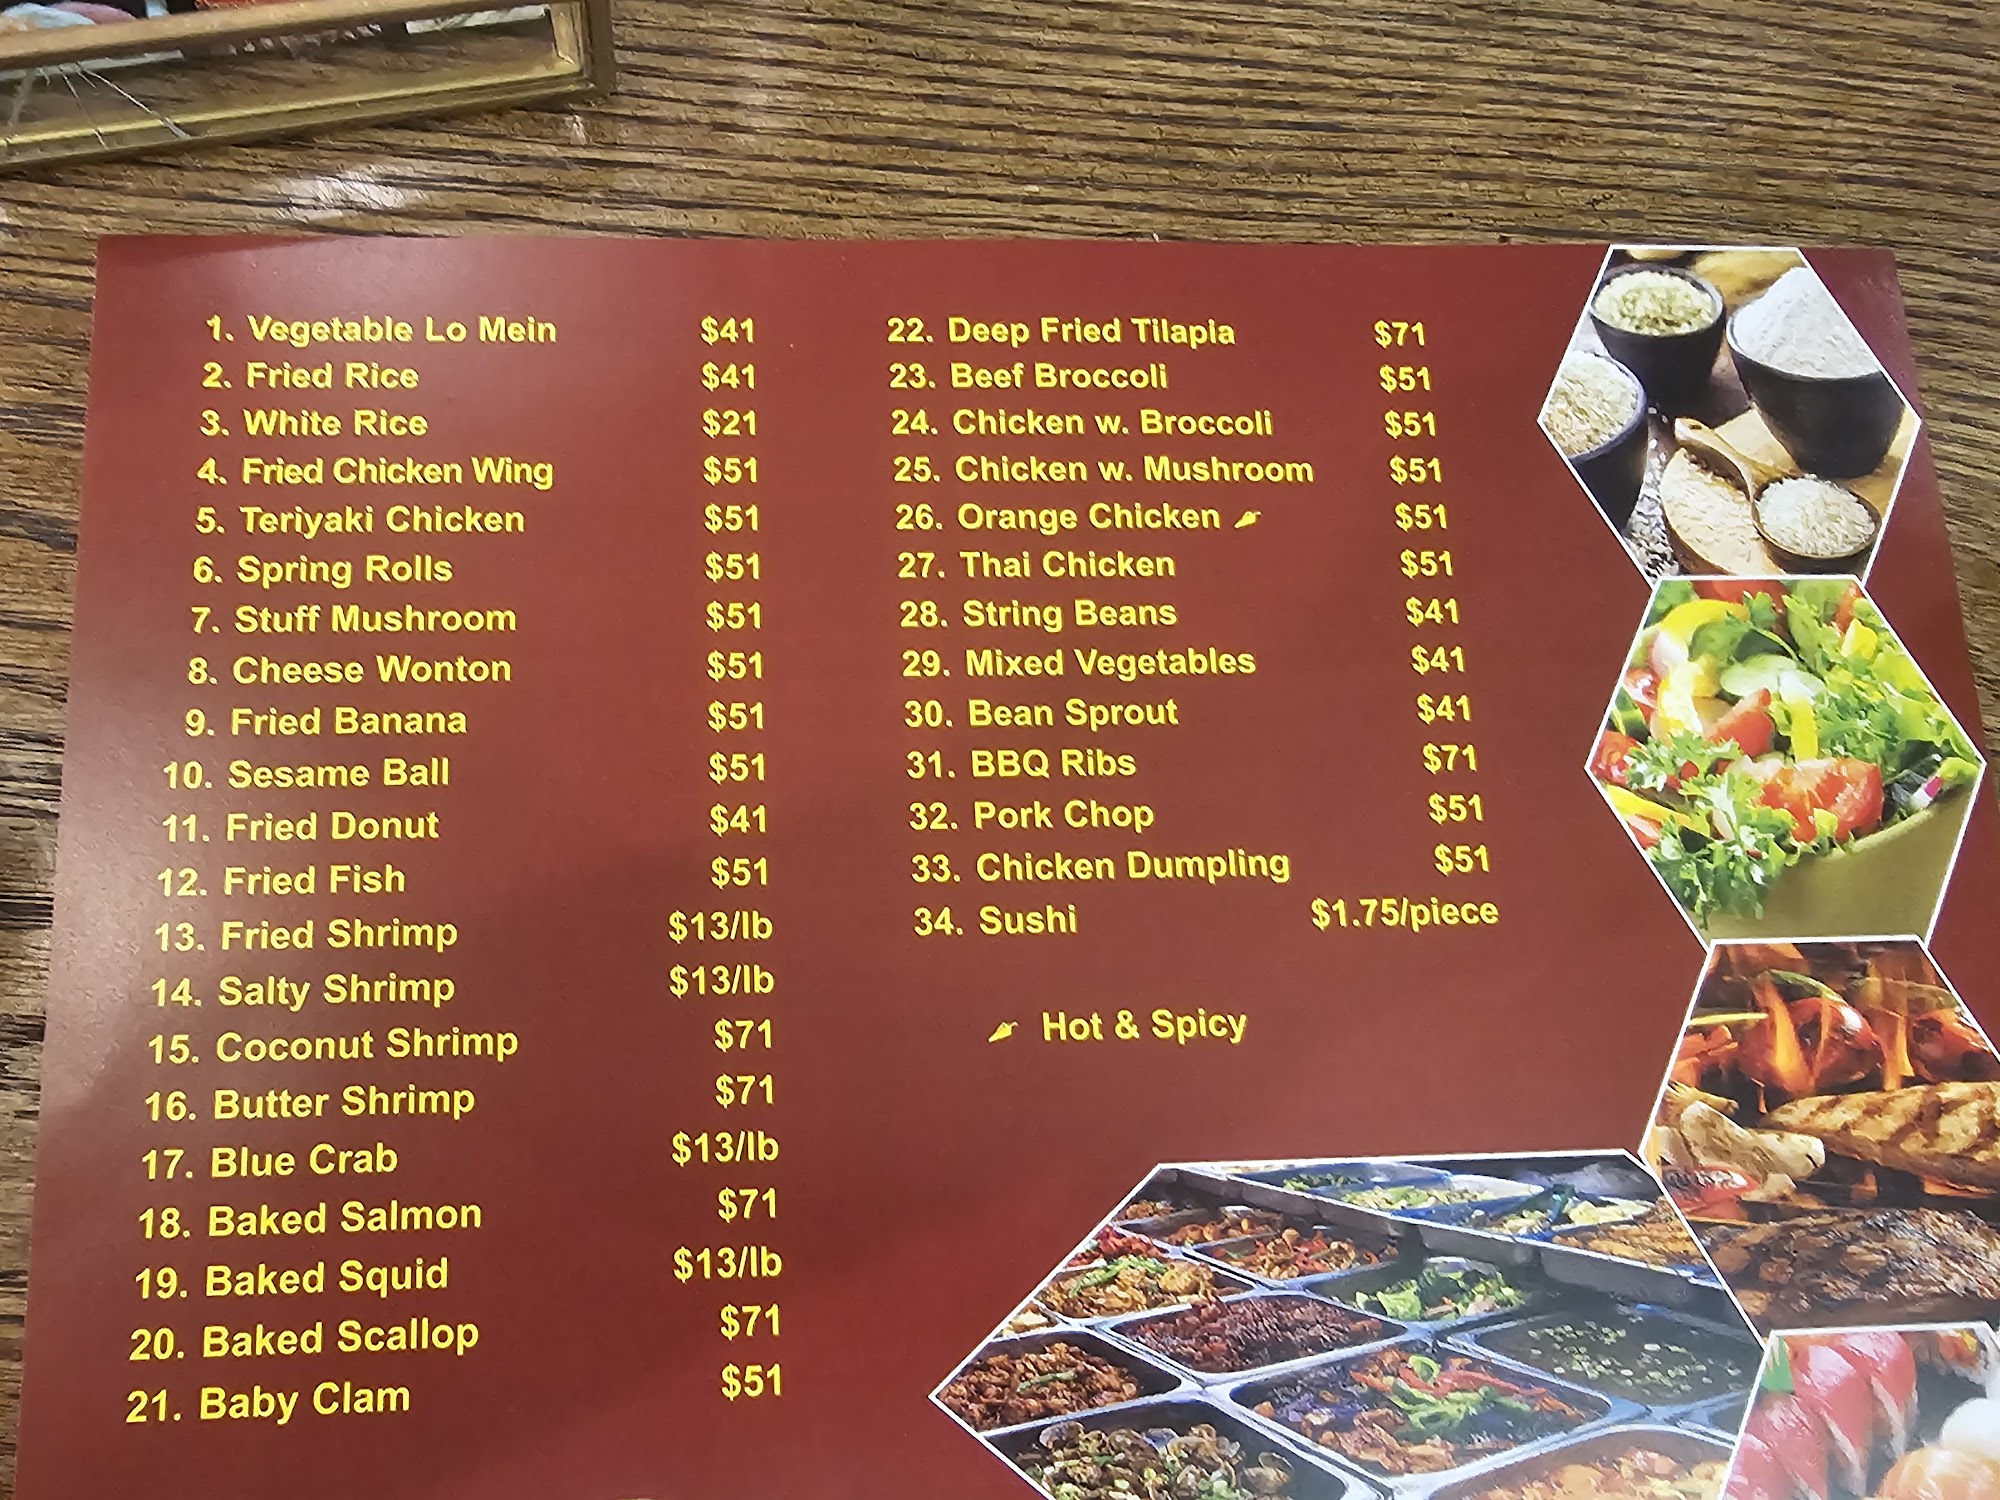 1. Vegetable Lo Mein $41
2. Fried Rice $41
3. White Rice $21
4. Fried Chicken Wing $51
5. Teriyaki Chicken $51
6. Spring Rolls $51
7. Stuff Mushroom $51
8. Cheese Wonton $51
9. Fried Banana $51
10. Sesame Ball $51
11. Fried Donut $41
12. Fried Fish $51
13. Fried Shrimp $13/lb
14. Salty Shrimp $13/lb
15. Coconut Shrimp $71
16. Butter Shrimp $71
17. Blue Crab $13/lb
18. Baked Salmon $71
19. Baked Squid $13/lb
20. Baked Scallop $71
21. Baby Clam $51
22. Deep Fried Tilapia $71
23. Beef Broccoli $51
24. Chicken w. Broccoli $51
25. Chicken w. Mushroom $51
26. Orange Chicken $51
27. Thai Chicken $51
28. String Beans $41
29. Mixed Vegetables $41
30. Bean Sprout $41
31. BBQ Ribs $71
32. Pork Chop $51
33. Chicken Dumpling $51
34. Sushi $1.75/piece
Hot & Spicy